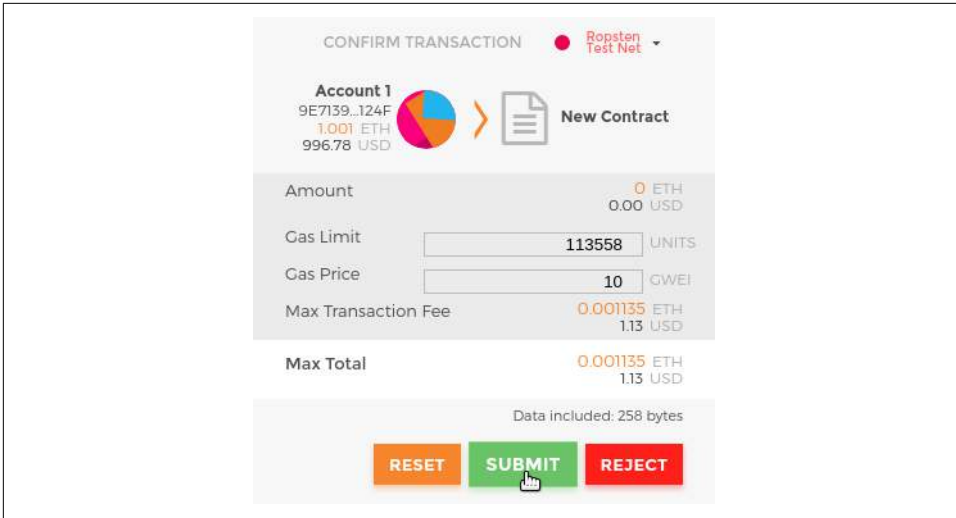 CONFIRM TRANSACTION
Ropsten
Test Net
Account 1
9E7139...124F
1.001 ETH
996.78 USD
New Contract
Amount
0 ETH
0.00 USD
Gas Limit
113558 UNITS
Gas Price
10 GWEI
Max Transaction Fee
0.001135 ETH
1.13 USD
Max Total
0.001135 ETH
1.13 USD
Data included: 258 bytes
RESET SUBMIT REJECT